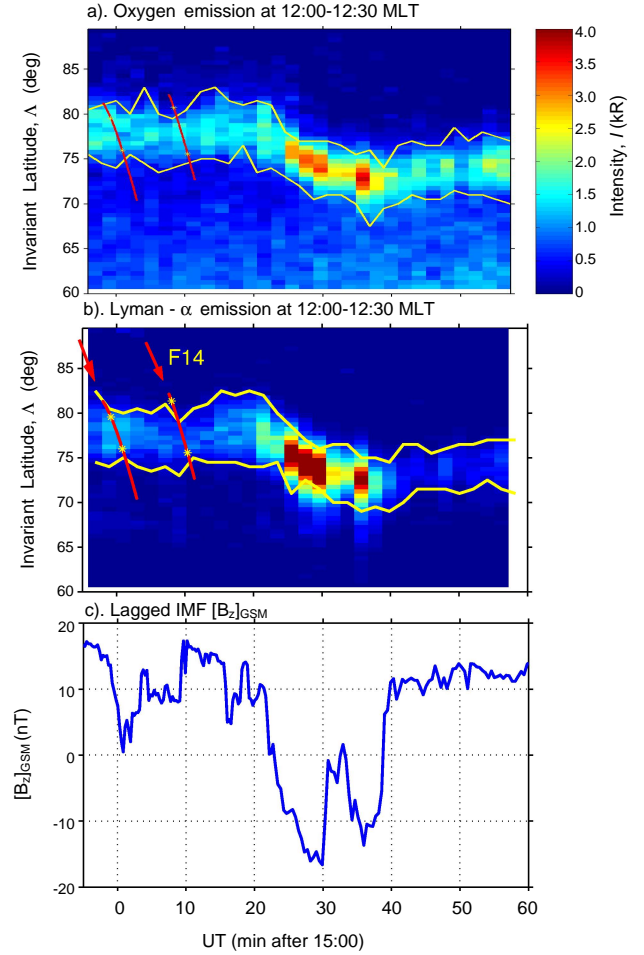 a). Oxygen emission at 12:00-12:30 MLT
90
85
80
75
70
65
60
Invariant Latitude, Λ (deg)
4.0
3.5
3.0
2.5
2.0
1.5
1.0
0.5
0
Intensity, I (kR)
b). Lyman - α emission at 12:00-12:30 MLT
F14
85
80
75
70
65
60
Invariant Latitude, Λ (deg)
c). Lagged IMF [Bz]GSM
20
10
0
-10
-20
[Bz]GSM (nT)
0 10 20 30 40 50 60
UT (min after 15:00)